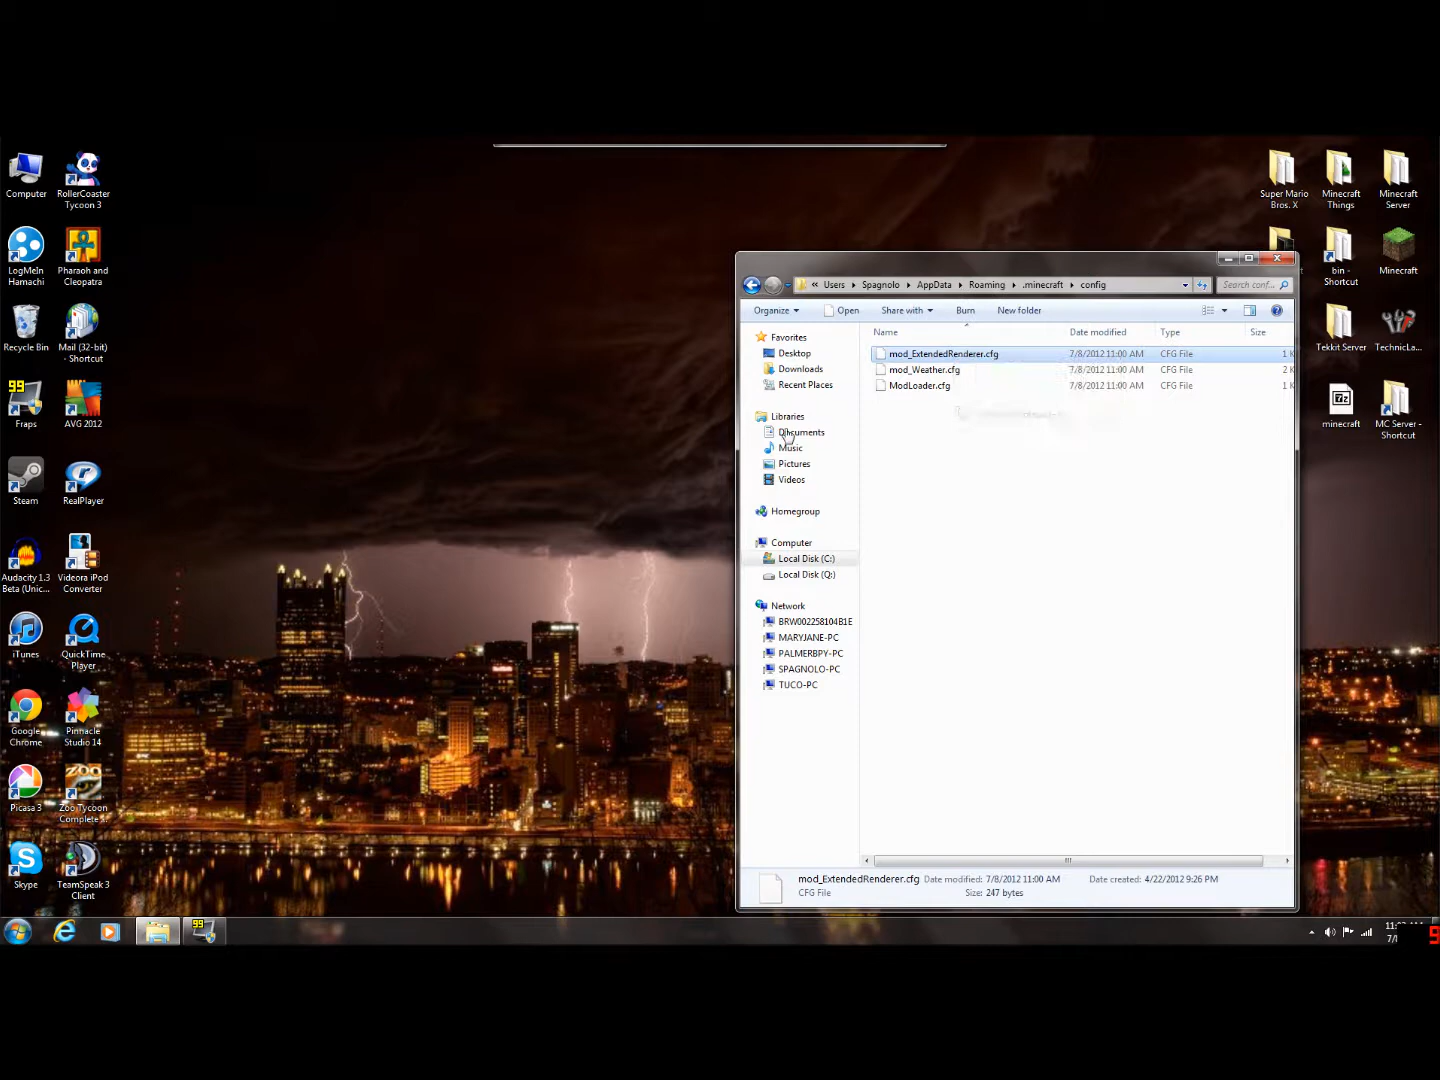 Computer
RollerCoaster
Tycoon 3
LogMeIn
Hamachi
Pharaoh and
Cleopatra
Recycle Bin
Mail (32-bit)
- Shortcut
99
Fraps
AVG 2012
Steam
RealPlayer
Audacity 1.3
Beta (Unic...
Videora iPod
Converter
iTunes
QuickTime
Player
Google
Chrome
Pinnacle
Studio 14
Picasa 3
ZOO
Zoo Tycoon
Complete ...
Skype
TeamSpeak 3
Client
Super Mario
Bros. X
Minecraft
Things
Minecraft
Server
bin -
Shortcut
Minecraft
Tekkit Server
TechnicLa...
7z
minecraft
MC Server -
Shortcut
« Users Spagnolo AppData Roaming .minecraft config
Search conf...
Organize Open Share with Burn New folder
Name Date modified Type Size
mod_ExtendedRenderer.cfg 7/8/2012 11:00 AM CFG File 1 K
mod_Weather.cfg 7/8/2012 11:00 AM CFG File 2 K
ModLoader.cfg 7/8/2012 11:00 AM CFG File 1 K
Favorites
Desktop
Downloads
Recent Places
Libraries
Documents
Music
Pictures
Videos
Homegroup
Computer
Local Disk (C:)
Local Disk (Q:)
Network
BRW002258104B1E
MARYJANE-PC
PALMERBPY-PC
SPAGNOLO-PC
TUCO-PC
mod_ExtendedRenderer.cfg Date modified: 7/8/2012 11:00 AM Date created: 4/22/2012 9:26 PM
CFG File Size: 247 bytes
99